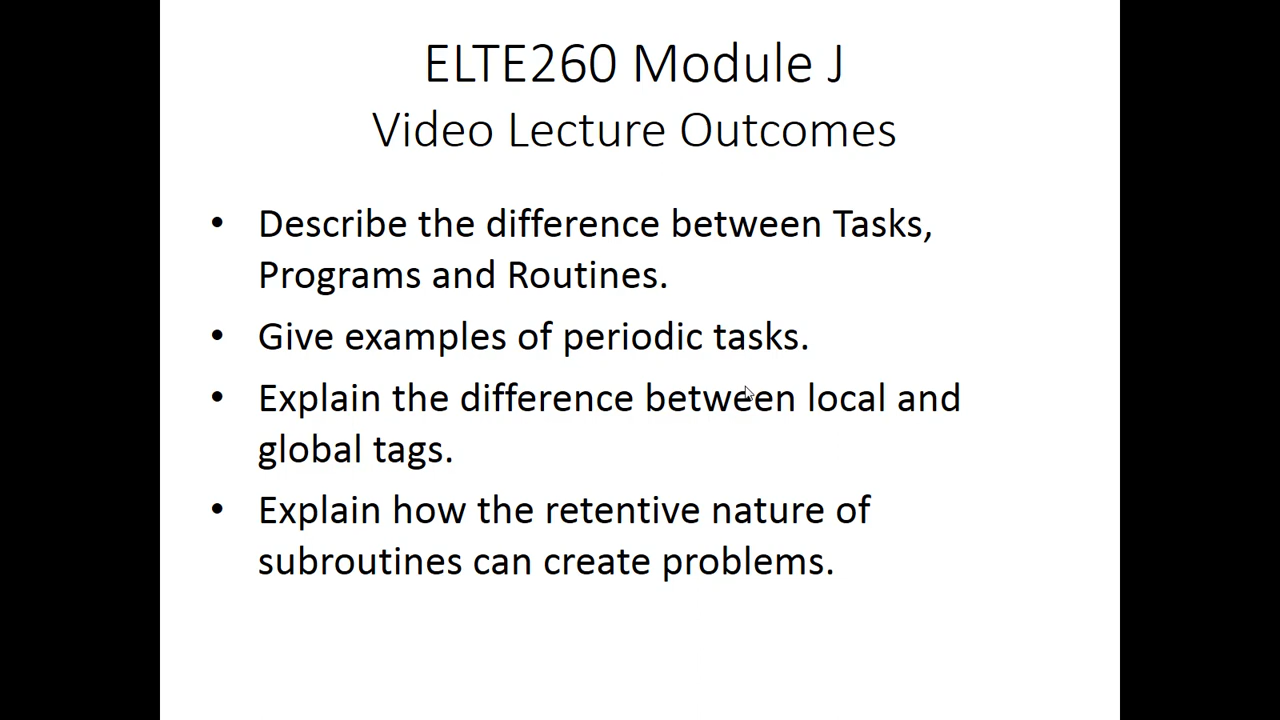 ELTE260 Module J
Video Lecture Outcomes
• Describe the difference between Tasks,
Programs and Routines.
• Give examples of periodic tasks.
• Explain the difference between local and
global tags.
• Explain how the retentive nature of
subroutines can create problems.